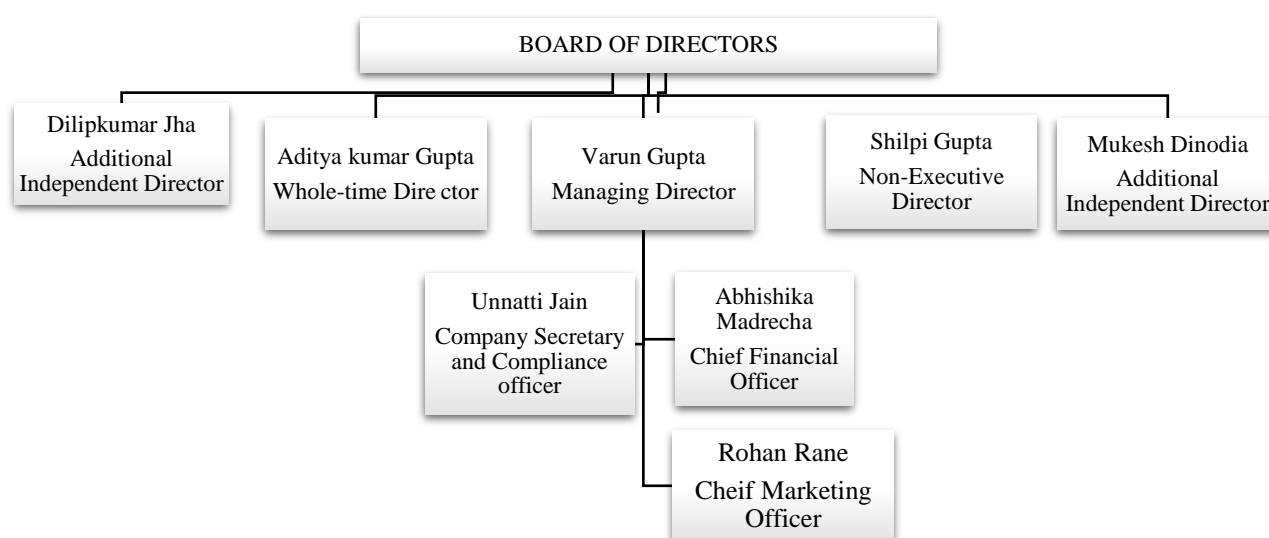 BOARD OF DIRECTORS
Dilipkumar Jha
Additional
Independent Director
Aditya kumar Gupta
Whole-time Dire ctor
Varun Gupta
Managing Director
Shilpi Gupta
Non-Executive
Director
Mukesh Dinodia
Additional
Independent Director
Unnatti Jain
Company Secretary
and Compliance
officer
Abhishika
Madrecha
Chief Financial
Officer
Rohan Rane
Cheif Marketing
Officer